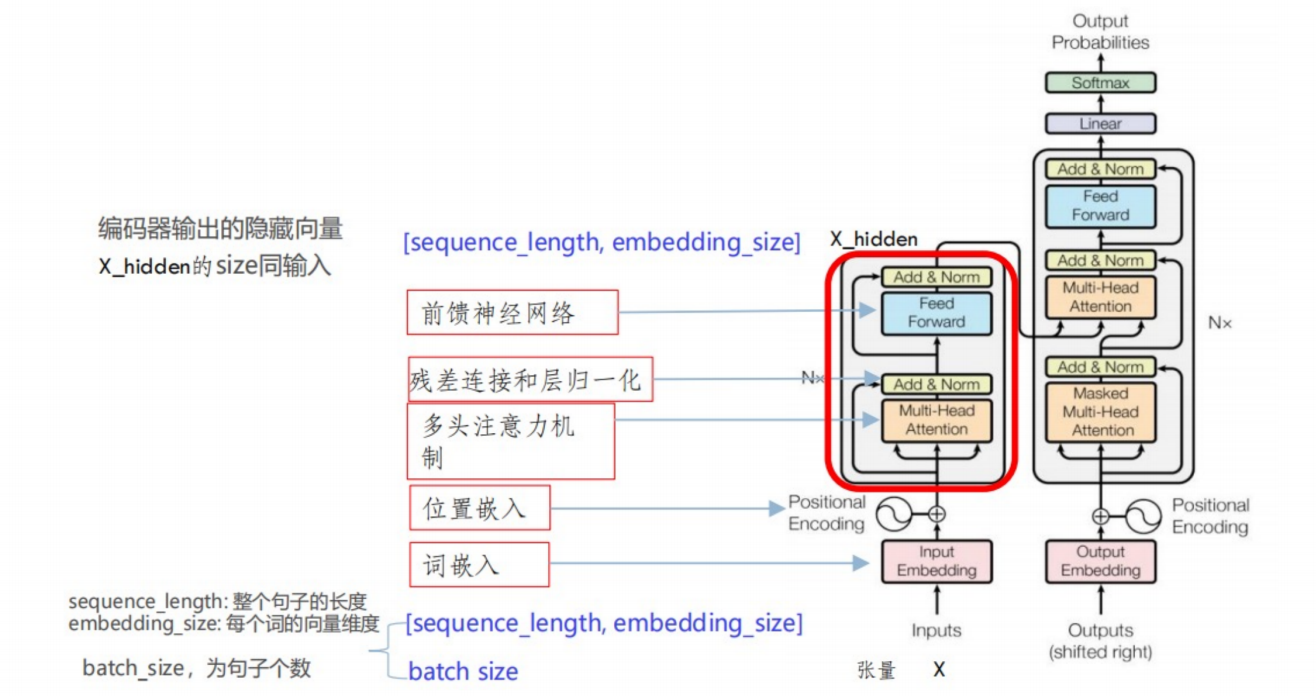 编码器输出的隐藏向量
X_hidden的 size同输入
[sequence_length, embedding_size]
前馈神经网络
残差连接和层归一化
多头注意力机
制
位置嵌入
词嵌入
sequence_length: 整个句子的长度
embedding_size: 每个词的向量维度
batch_size，为句子个数
[sequence_length, embedding_size]
batch size
X_hidden
Add & Norm
Feed
Forward
N×
Add & Norm
Multi-Head
Attention
Positional
Encoding
Input
Embedding
Inputs
张量 X
Output
Probabilities
Softmax
Linear
Add & Norm
Feed
Forward
Add & Norm
Multi-Head
Attention
N×
Add & Norm
Masked
Multi-Head
Attention
Positional
Encoding
Output
Embedding
Outputs
(shifted right)